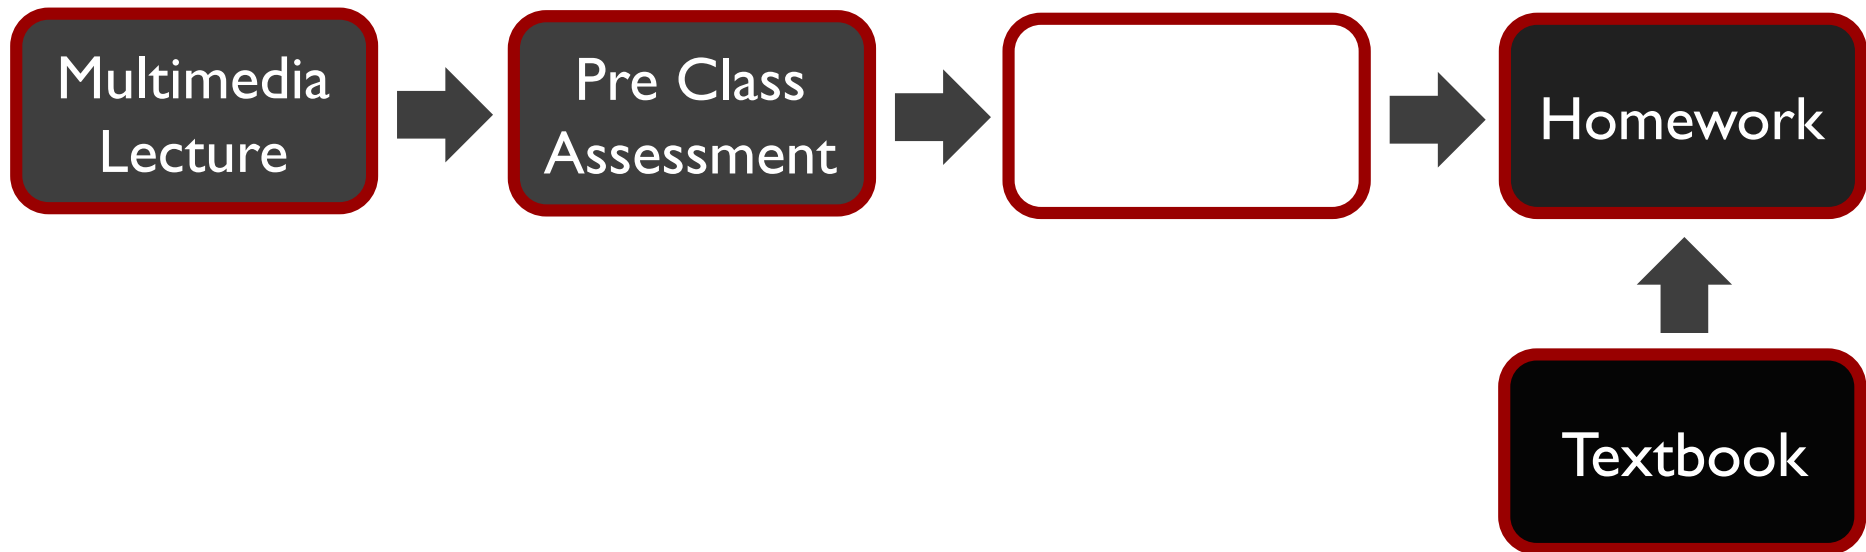 Multimedia
Lecture
Pre Class
Assessment
Homework
Textbook